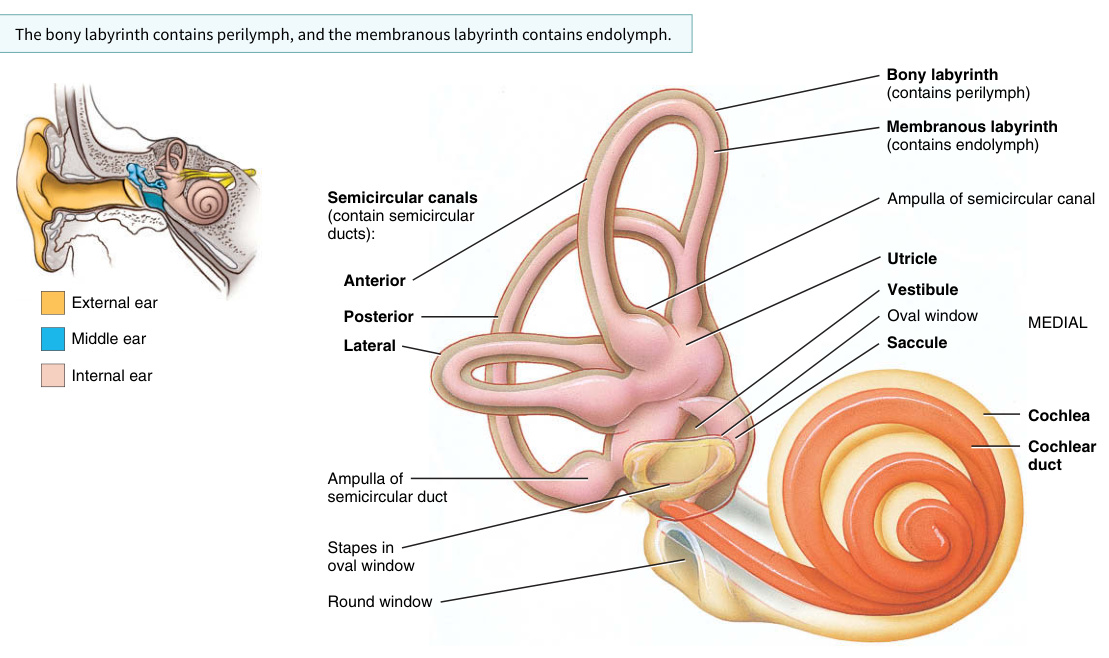 The bony labyrinth contains perilymph, and the membranous labyrinth contains endolymph.
External ear
Middle ear
Internal ear
Semicircular canals
(contain semicircular
ducts):
Anterior
Posterior
Lateral
Ampulla of
semicircular duct
Stapes in
oval window
Round window
Bony labyrinth
(contains perilymph)
Membranous labyrinth
(contains endolymph)
Ampulla of semicircular canal
Utricle
Vestibule
Oval window
Saccule
MEDIAL
Cochlea
Cochlear
duct